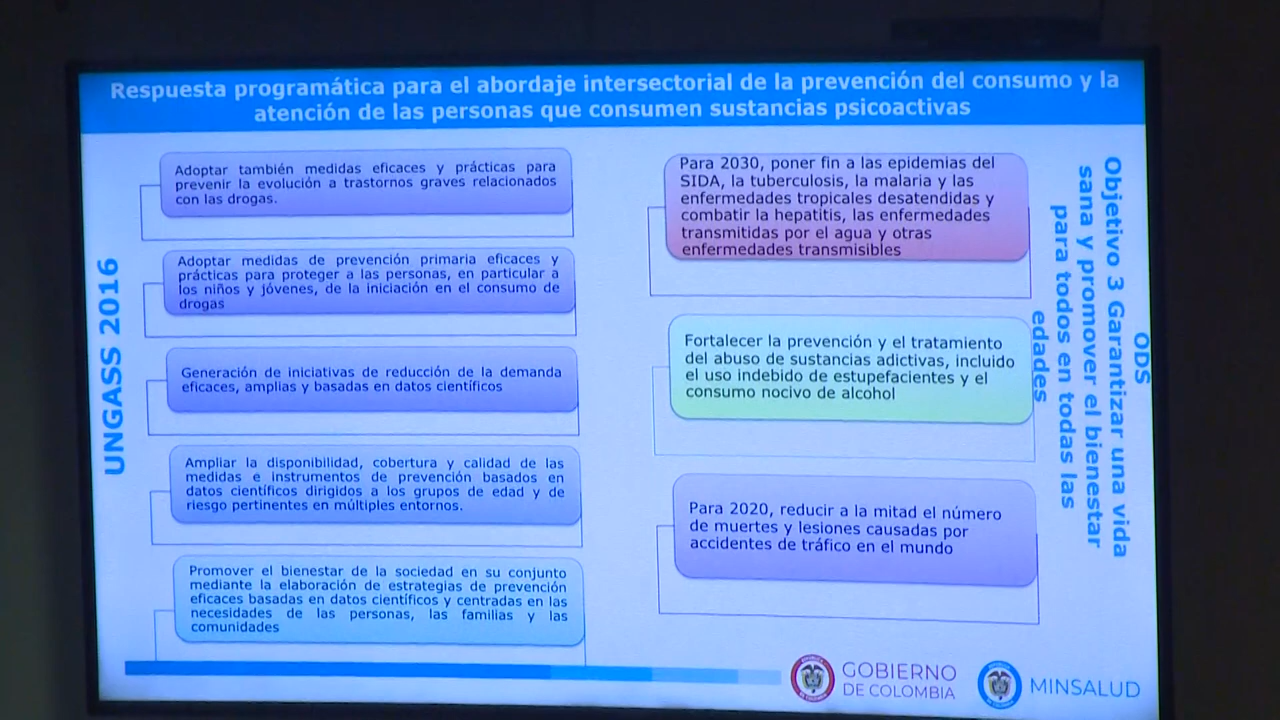 Respuesta programática para el abordaje intersectorial de la prevención del consumo y la
atención de las personas que consumen sustancias psicoactivas
UNGASS 2016
Adoptar también medidas eficaces y prácticas para
prevenir la evolución a trastornos graves relacionados
con las drogas.
Adoptar medidas de prevención primaria eficaces y
prácticas para proteger a las personas, en particular a
los niños y jóvenes, de la iniciación en el consumo de
drogas
Generación de iniciativas de reducción de la demanda
eficaces, amplias y basadas en datos científicos
Ampliar la disponibilidad, cobertura y calidad de las
medidas e instrumentos de prevención basados en
datos científicos dirigidos a los grupos de edad y de
riesgo pertinentes en múltiples entornos.
Promover el bienestar de la sociedad en su conjunto
mediante la elaboración de estrategias de prevención
eficaces basadas en datos científicos y centradas en las
necesidades de las personas, las familias y las
comunidades
Para 2030, poner fin a las epidemias del
SIDA, la tuberculosis, la malaria y las
enfermedades tropicales desatendidas y
combatir la hepatitis, las enfermedades
transmitidas por el agua y otras
enfermedades transmisibles
Fortalecer la prevención y el tratamiento
del abuso de sustancias adictivas, incluido
el uso indebido de estupefacientes y el
consumo nocivo de alcohol
Para 2020, reducir a la mitad el número
de muertes y lesiones causadas por
accidentes de tráfico en el mundo
ODS
Objetivo 3 Garantizar una vida
sana y promover el bienestar
para todos en todas las
edades
GOBIERNO
DE COLOMBIA
MINSALUD